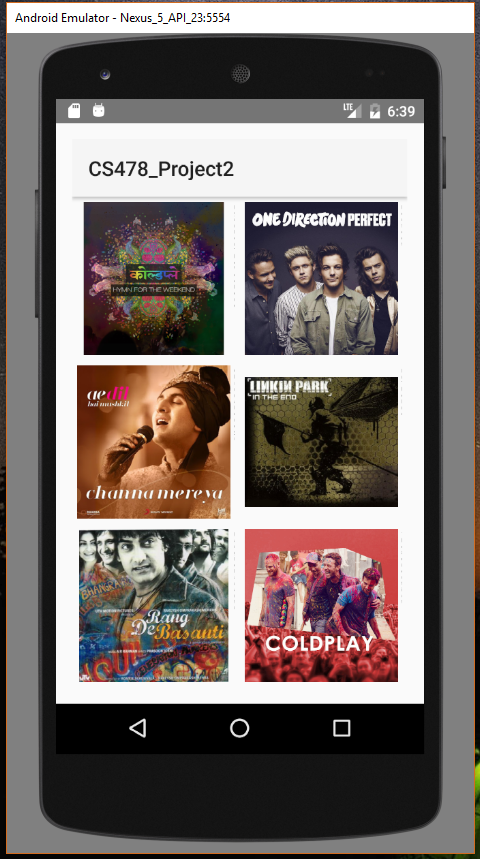 Android Emulator - Nexus_5_API_23:5554
LTE
6:39
CS478_Project2
कोल्डप्ले
HYMN FOR THE WEEKEND
ONE DIRECTION PERFECT
ae dil
hai mushkil
channa mereya
LINKIN PARK
IN THE END
Rang
De Basanti
COLDPLAY